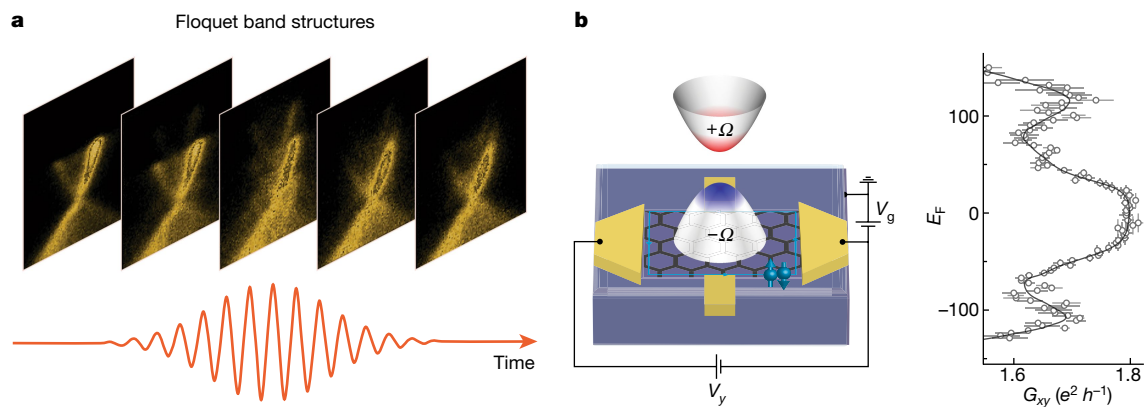 a
Floquet band structures
Time
b
+Ω
−Ω
V_g
V_y
E_F
100
0
−100
1.6
1.8
G_xy (e² h⁻¹)